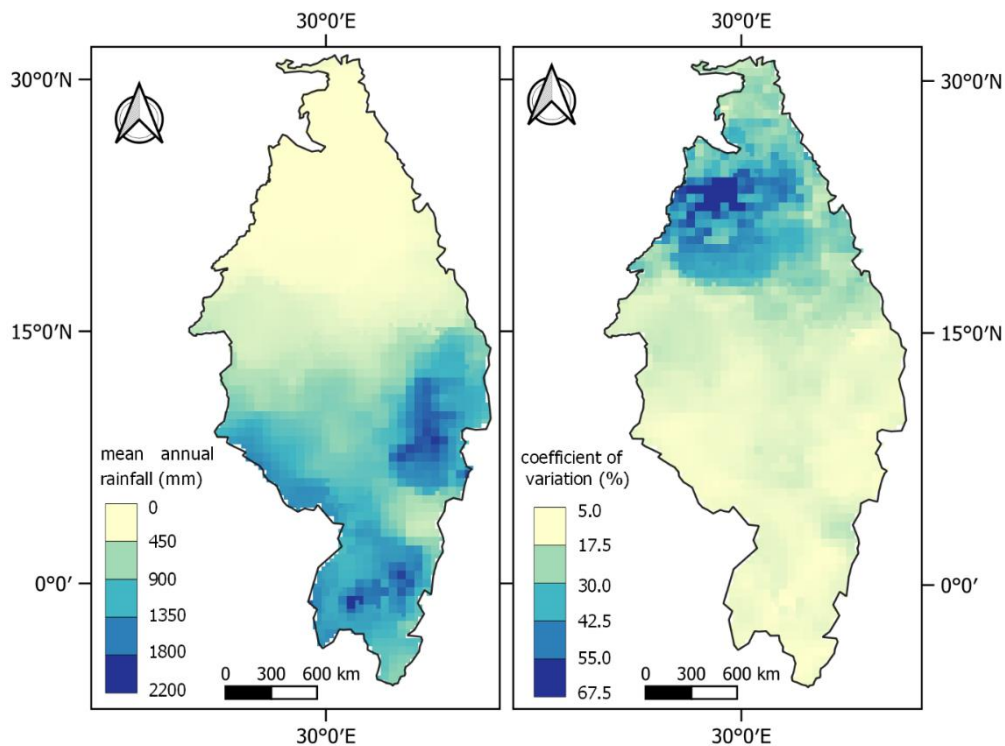 30°0′E
30°0′E
30°0′N
30°0′N
15°0′N
15°0′N
mean annual
rainfall (mm)
0
450
900
1350
1800
2200
coefficient of
variation (%)
5.0
17.5
30.0
42.5
55.0
67.5
0°0′
0°0′
0 300 600 km
0 300 600 km
30°0′E
30°0′E